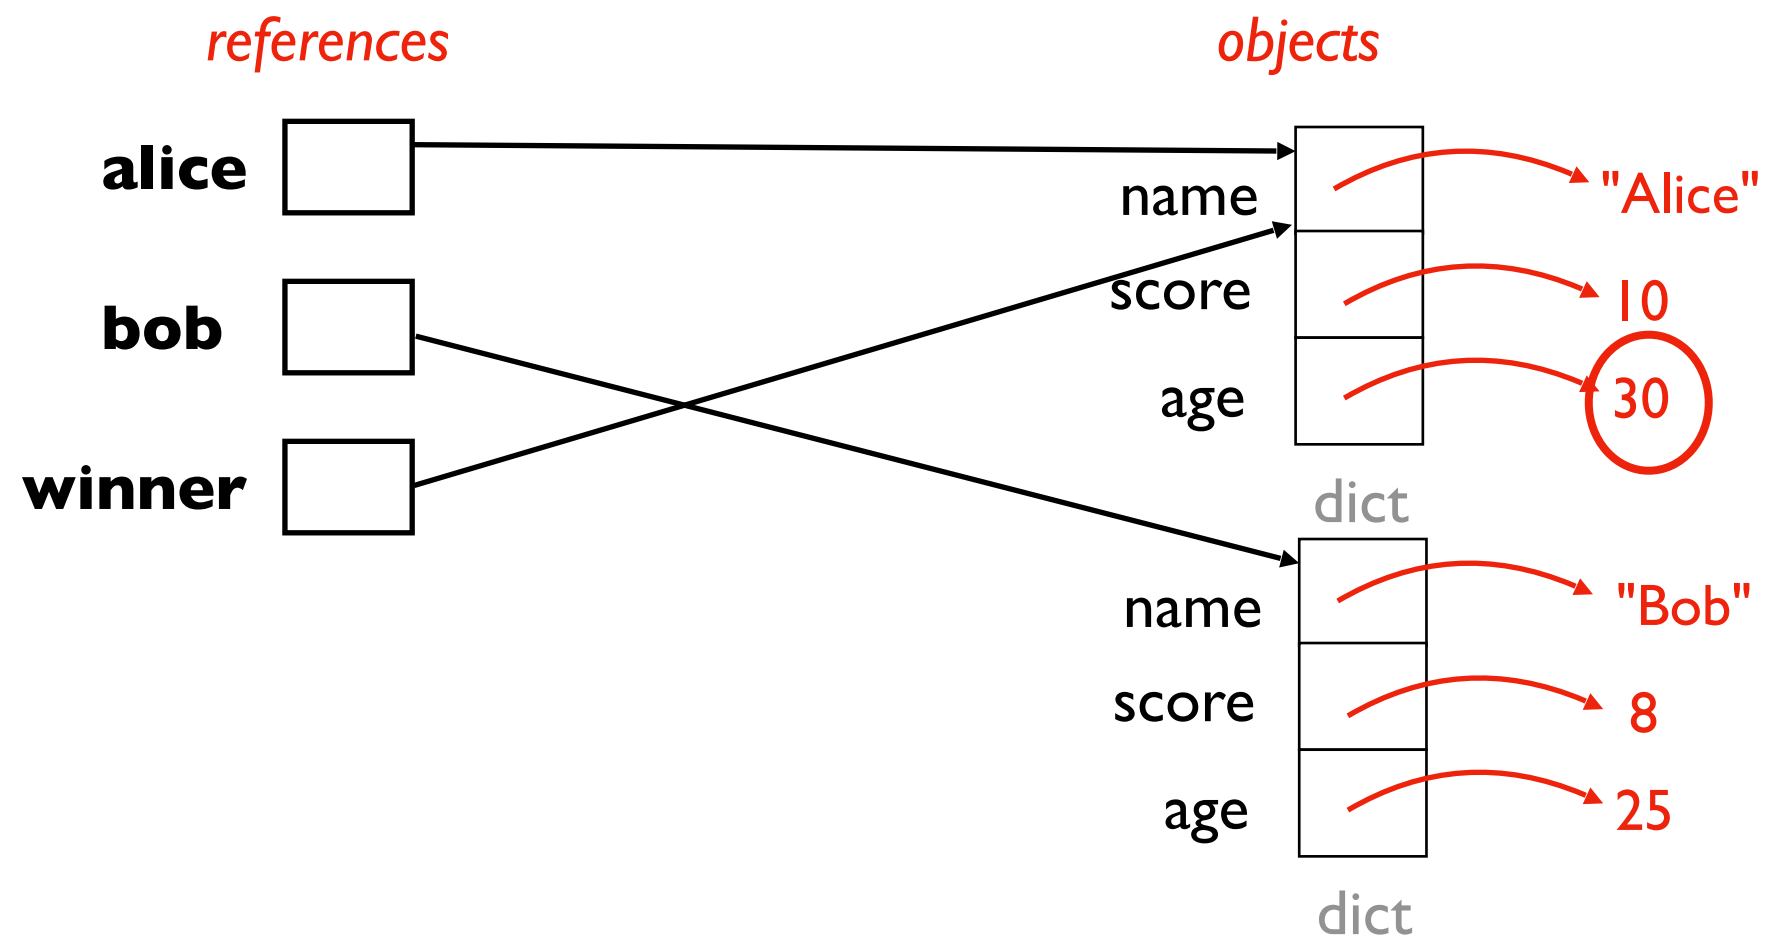 references
objects
alice
name
"Alice"
bob
score
10
winner
age
30
dict
name
"Bob"
score
8
age
25
dict